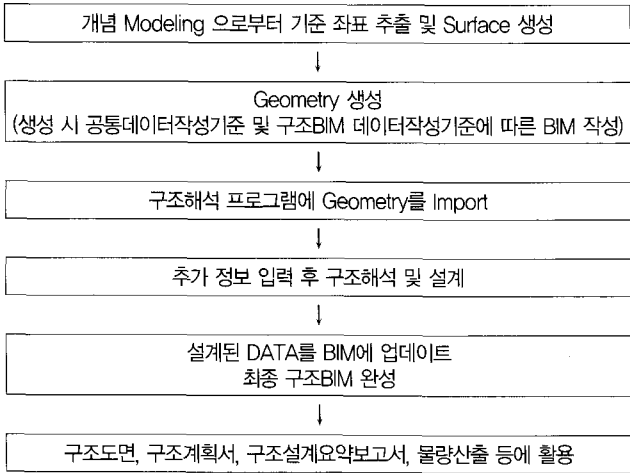 개념 Modeling 으로부터 기준 좌표 추출 및 Surface 생성
↓
Geometry 생성
(생성 시 공통데이터작성기준 및 구조BIM 데이터작성기준에 따른 BIM 작성)
↓
구조해석 프로그램에 Geometry를 Import
↓
추가 정보 입력 후 구조해석 및 설계
↓
설계된 DATA를 BIM에 업데이트
최종 구조BIM 완성
↓
구조도면, 구조계획서, 구조설계요약보고서, 물량산출 등에 활용